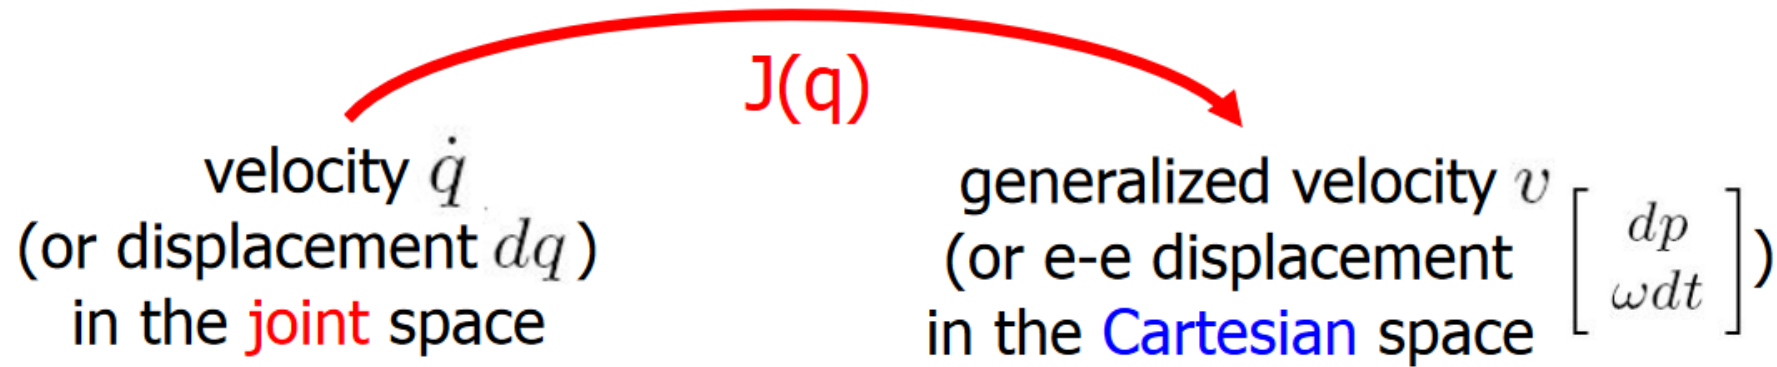 J(q)
velocity q̇
(or displacement dq)
in the joint space
generalized velocity v
(or e-e displacement [ dp
ωdt ])
in the Cartesian space